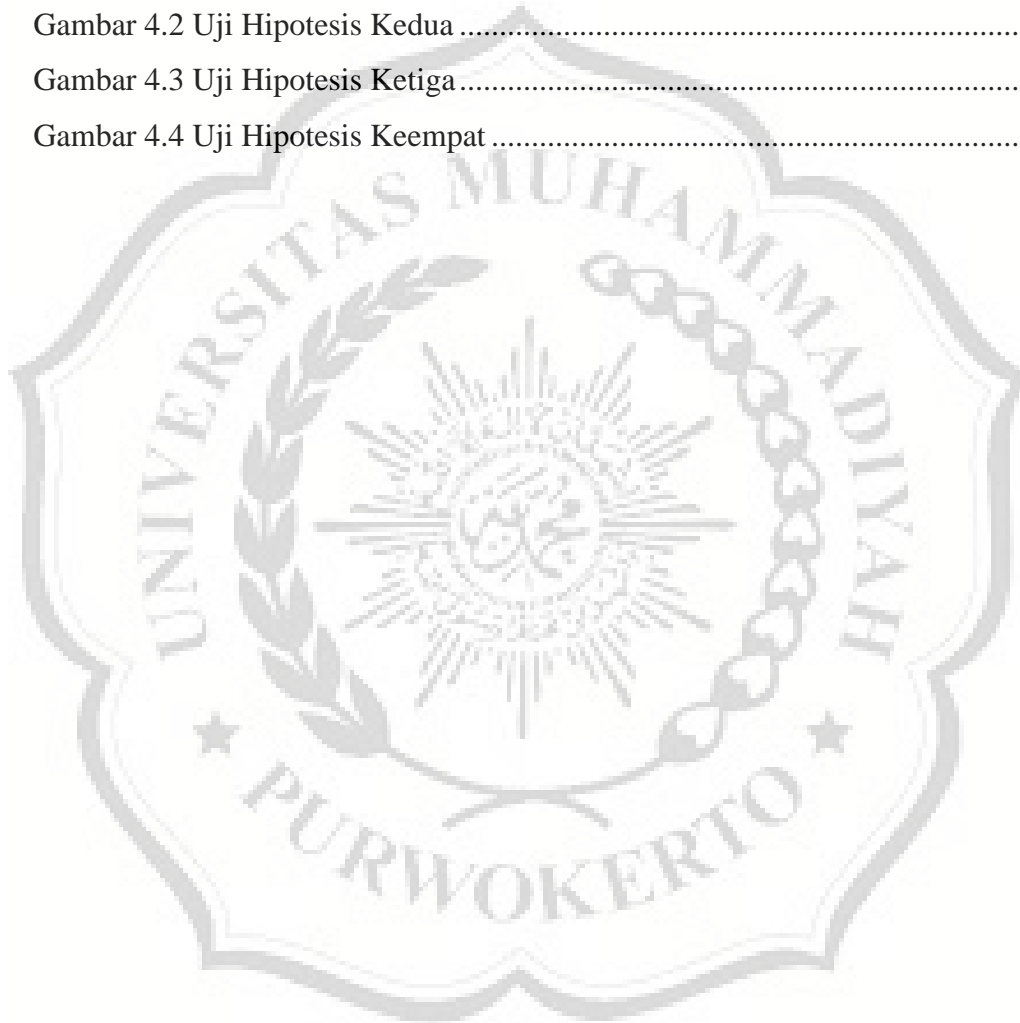 Gambar 4.2 Uji Hipotesis Kedua ......................................................................
Gambar 4.3 Uji Hipotesis Ketiga ......................................................................
Gambar 4.4 Uji Hipotesis Keempat ..................................................................
UNIVERSITAS MUHAMMADIYAH
PURWOKERTO